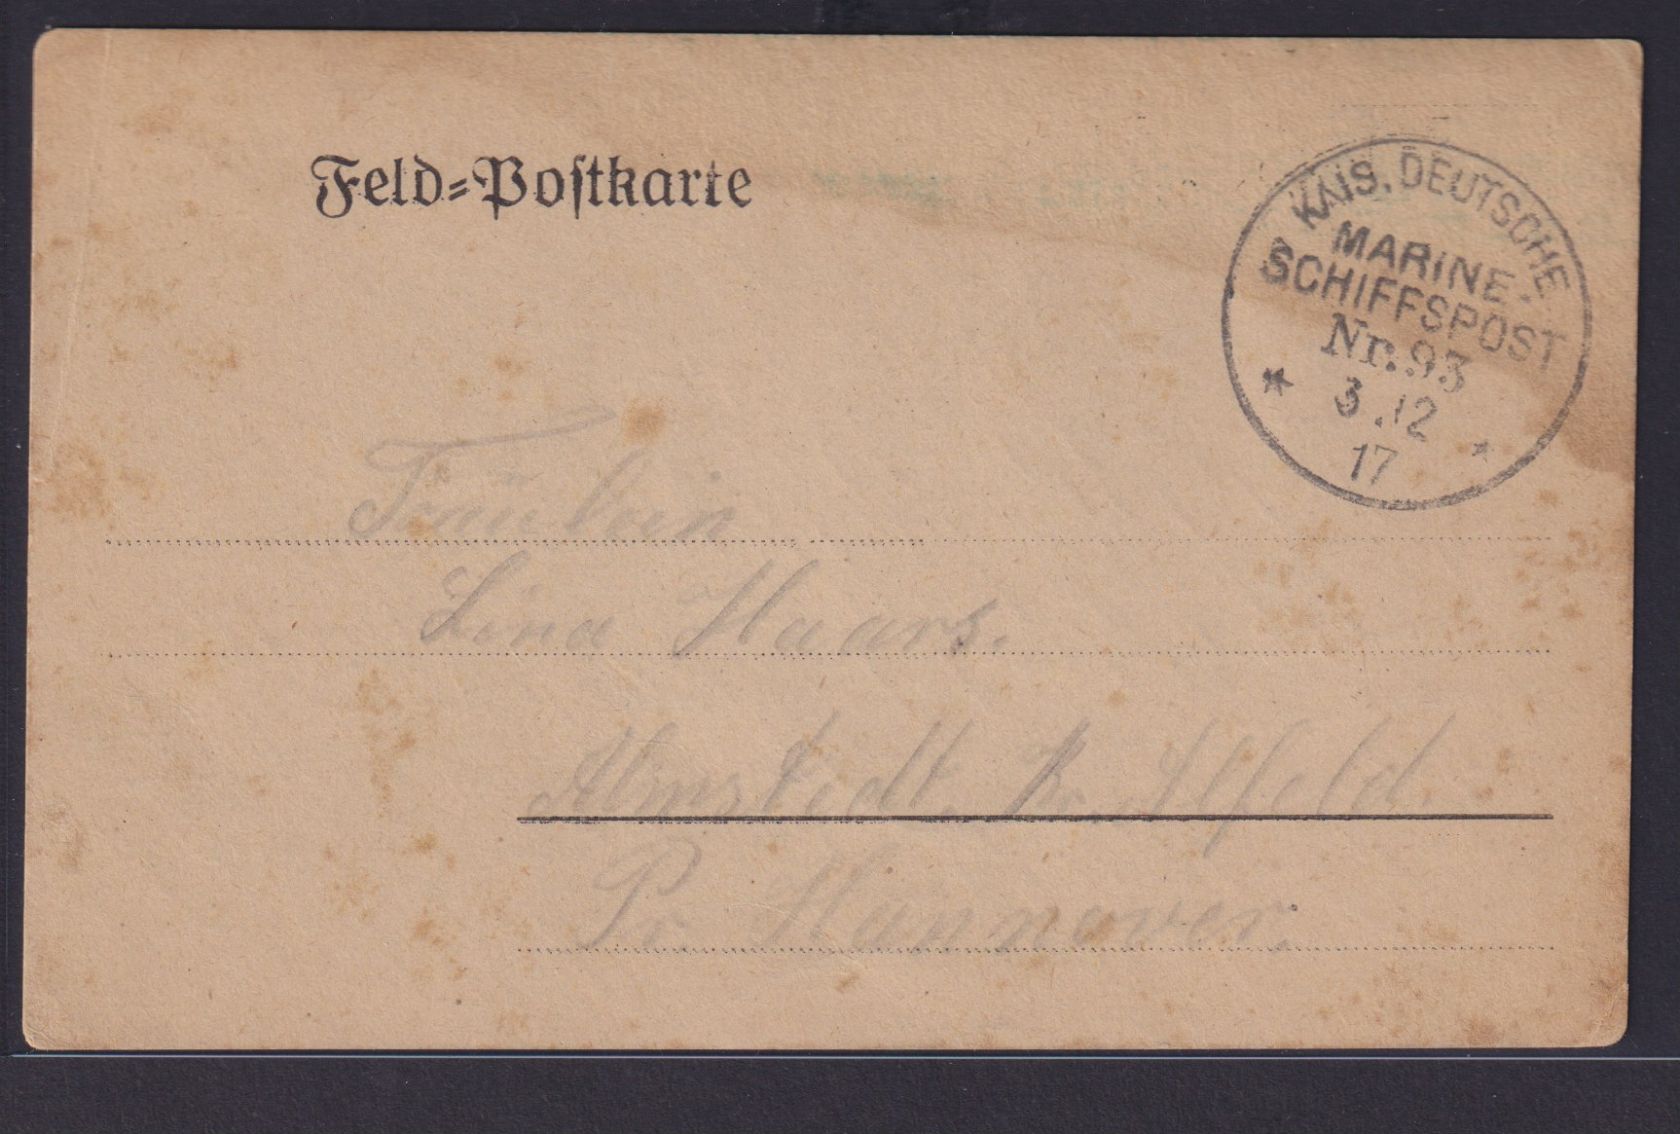 Feld-Postkarte
KAIS. DEUTSCHE
MARINE-
SCHIFFSPOST
Nr. 93
* 3.12 *
17
Fräulein
Lina Haars.
Almstedt, Kr. Alfeld.
Pr. Hannover.